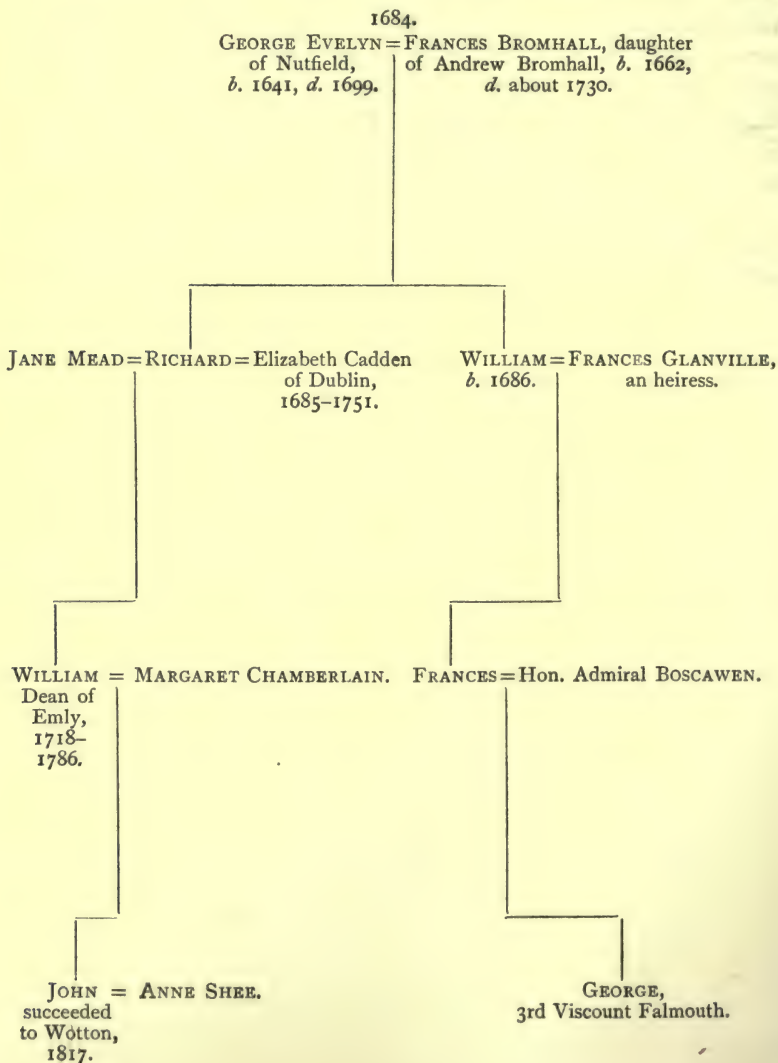 1684.
GEORGE EVELYN = FRANCES BROMHALL, daughter
of Nutfield, of Andrew Bromhall, b. 1662,
b. 1641, d. 1699. d. about 1730.
JANE MEAD = RICHARD = Elizabeth Cadden WILLIAM = FRANCES GLANVILLE,
of Dublin, b. 1686. an heiress.
1685–1751.
WILLIAM = MARGARET CHAMBERLAIN. FRANCES = Hon. Admiral BOSCAWEN.
Dean of
Emly,
1718–
1786.
JOHN = ANNE SHEE. GEORGE,
succeeded 3rd Viscount Falmouth.
to Wotton,
1817.